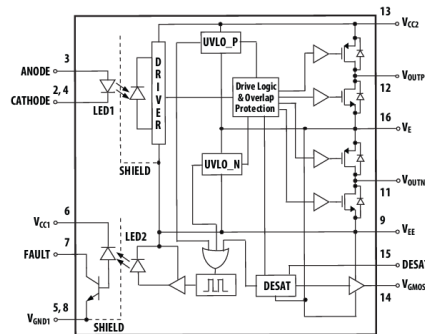 13
VCC2
3
ANODE
2, 4
CATHODE
LED1
DRIVER
UVLO_P
Drive Logic
& Overlap
Protection
VOUTP
12
16
VE
SHIELD
UVLO_N
VOUTN
11
6
VCC1
LED2
9
VEE
7
FAULT
15
DESAT
DESAT
VGMOS
14
5, 8
VGND1
SHIELD